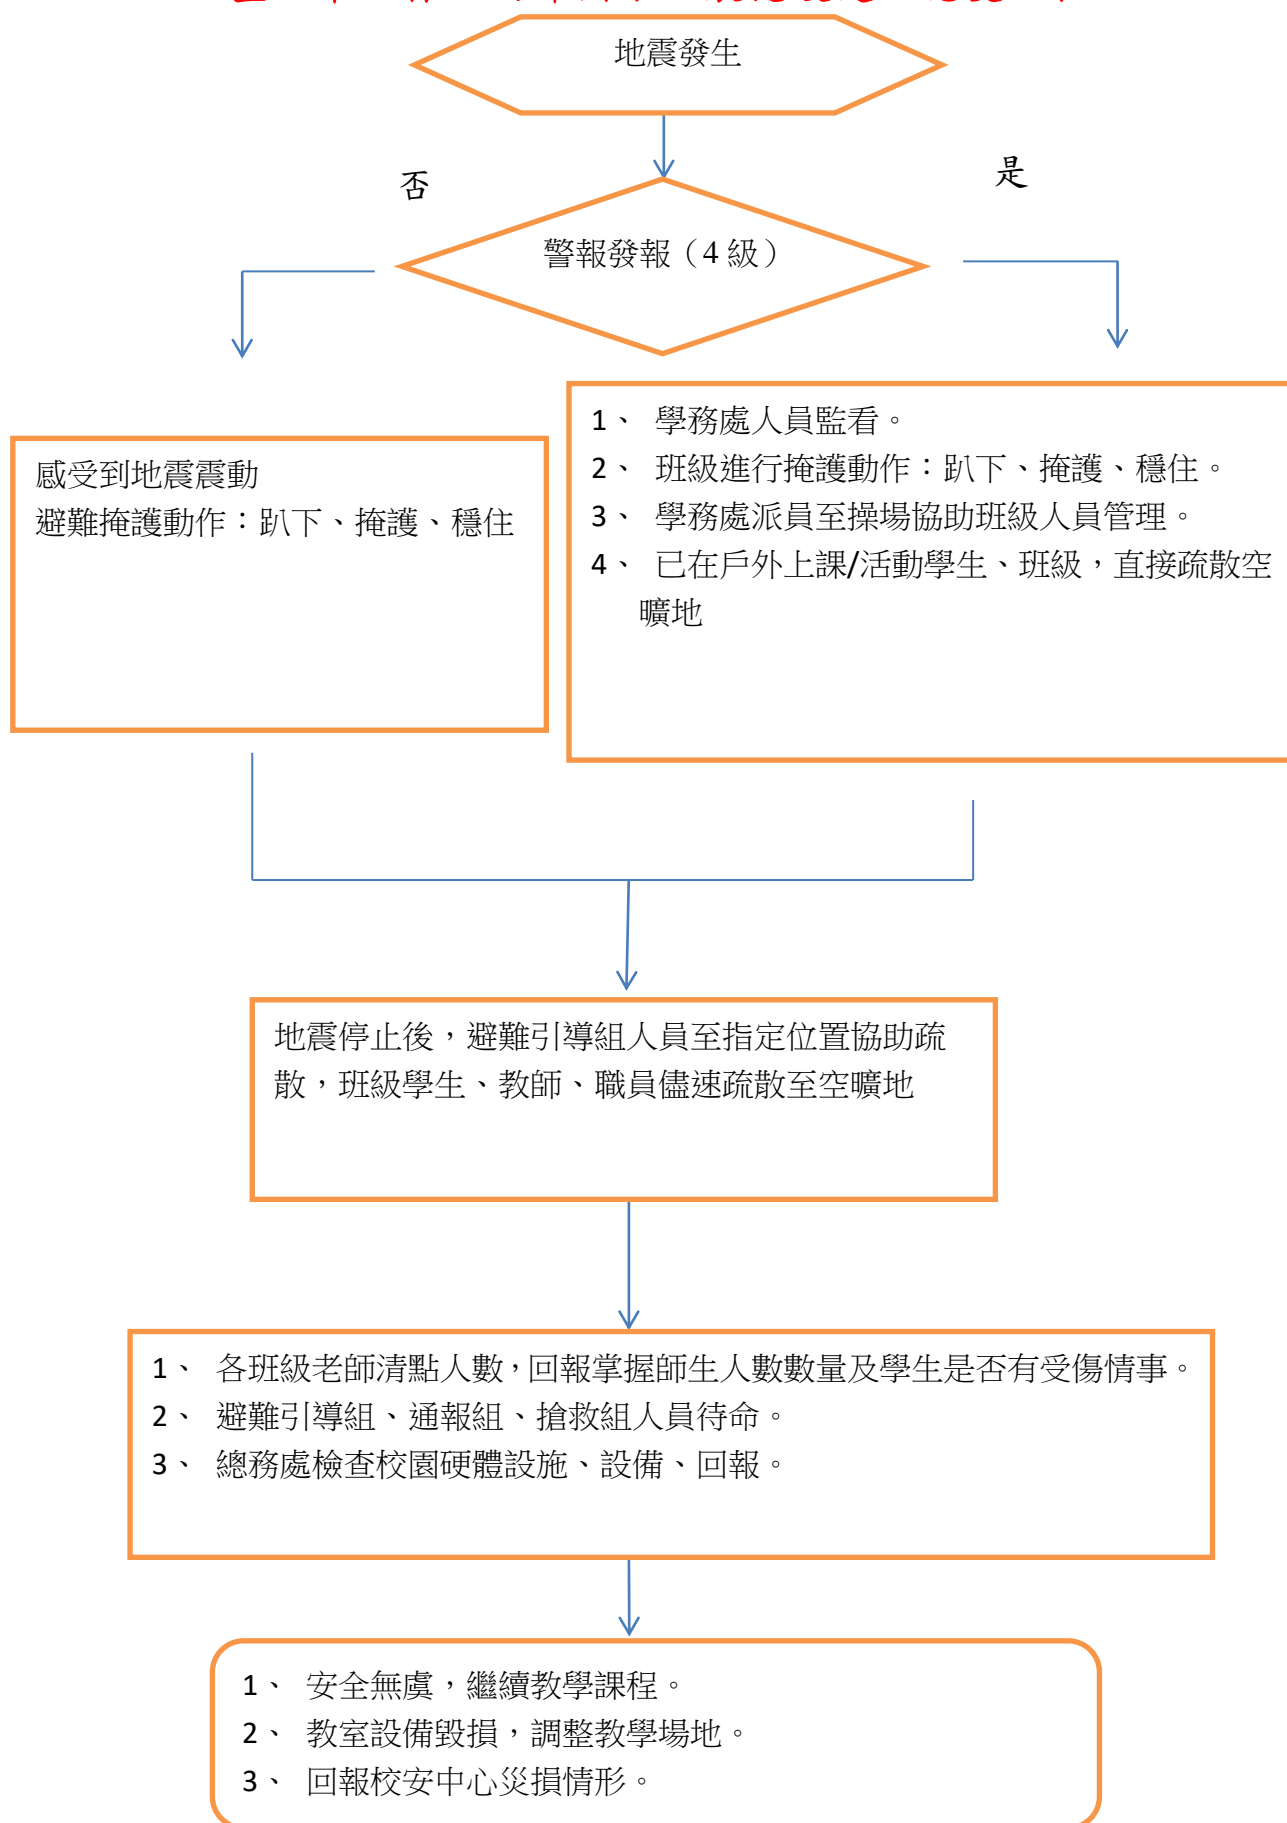 地震發生
否
是
警報發報（4 級）
感受到地震震動
避難掩護動作：趴下、掩護、穩住
1、 學務處人員監看。
2、 班級進行掩護動作：趴下、掩護、穩住。
3、 學務處派員至操場協助班級人員管理。
4、 已在戶外上課/活動學生、班級，直接疏散空
曠地
地震停止後，避難引導組人員至指定位置協助疏
散，班級學生、教師、職員儘速疏散至空曠地
1、 各班級老師清點人數，回報掌握師生人數數量及學生是否有受傷情事。
2、 避難引導組、通報組、搶救組人員待命。
3、 總務處檢查校園硬體設施、設備、回報。
1、 安全無虞，繼續教學課程。
2、 教室設備毀損，調整教學場地。
3、 回報校安中心災損情形。